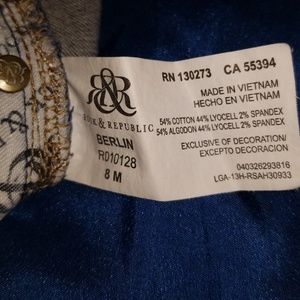 RN 130273 CA 55394
R&R
& REPUBLIC
BERLIN
R010128
8 M
MADE IN VIETNAM
HECHO EN VIETNAM
54% COTTON 44% LYOCELL 2% SPANDEX
54% ALGODON 44% LYOCELL 2% SPANDEX
EXCLUSIVE OF DECORATION/
EXCEPTO DECORACION
040326293816
LGA-13H-RSAH30933